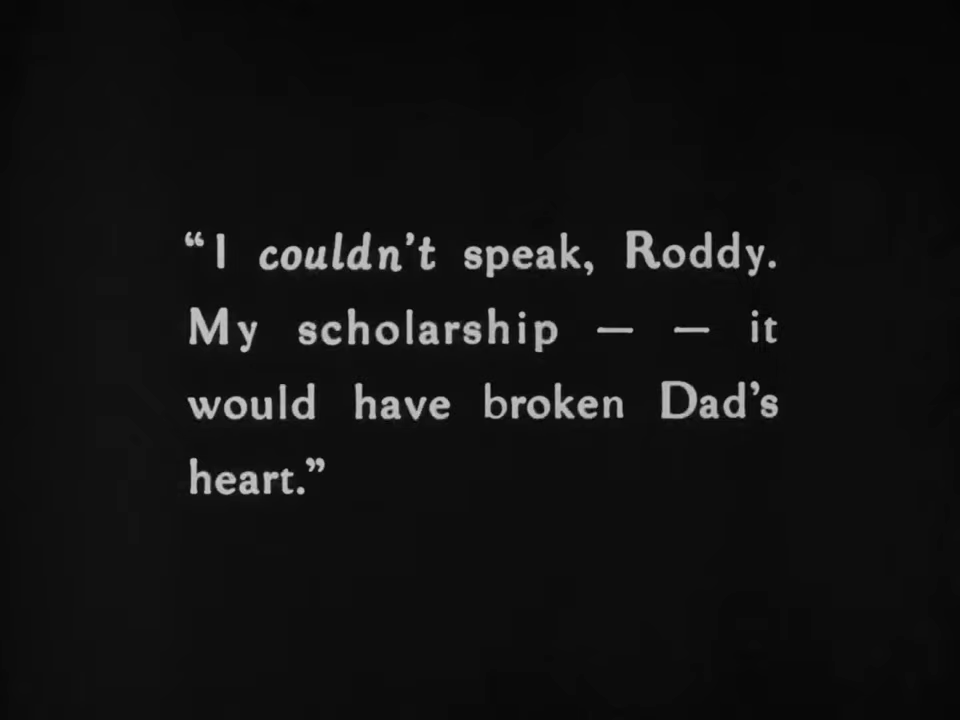 “I couldn’t speak, Roddy.
My scholarship — — it
would have broken Dad’s
heart.”